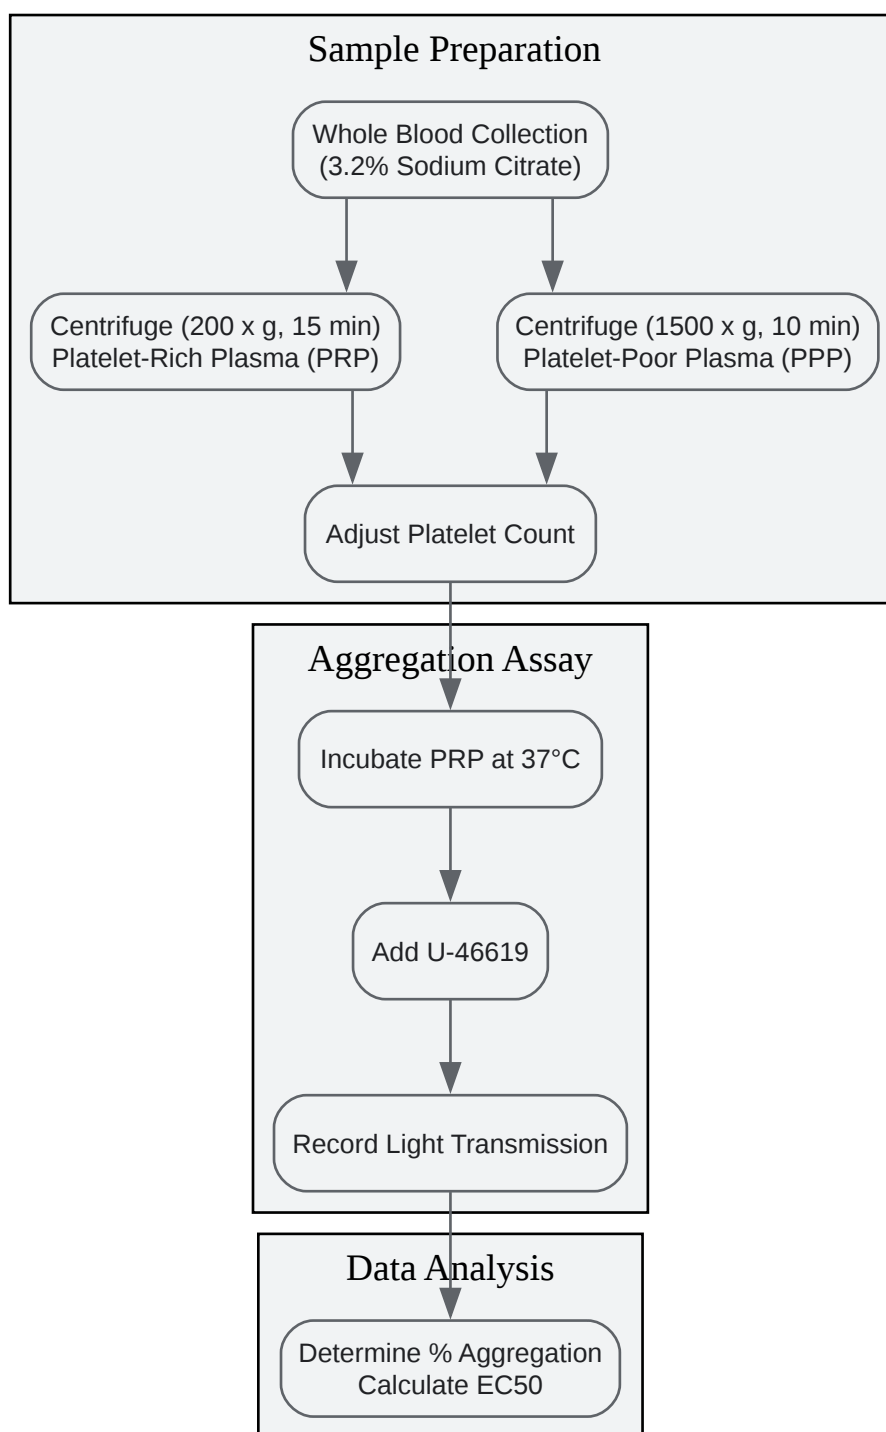 Sample Preparation
Whole Blood Collection
(3.2% Sodium Citrate)
Centrifuge (200 x g, 15 min)
Platelet-Rich Plasma (PRP)
Centrifuge (1500 x g, 10 min)
Platelet-Poor Plasma (PPP)
Adjust Platelet Count
Aggregation Assay
Incubate PRP at 37°C
Add U-46619
Record Light Transmission
Data Analysis
Determine % Aggregation
Calculate EC50